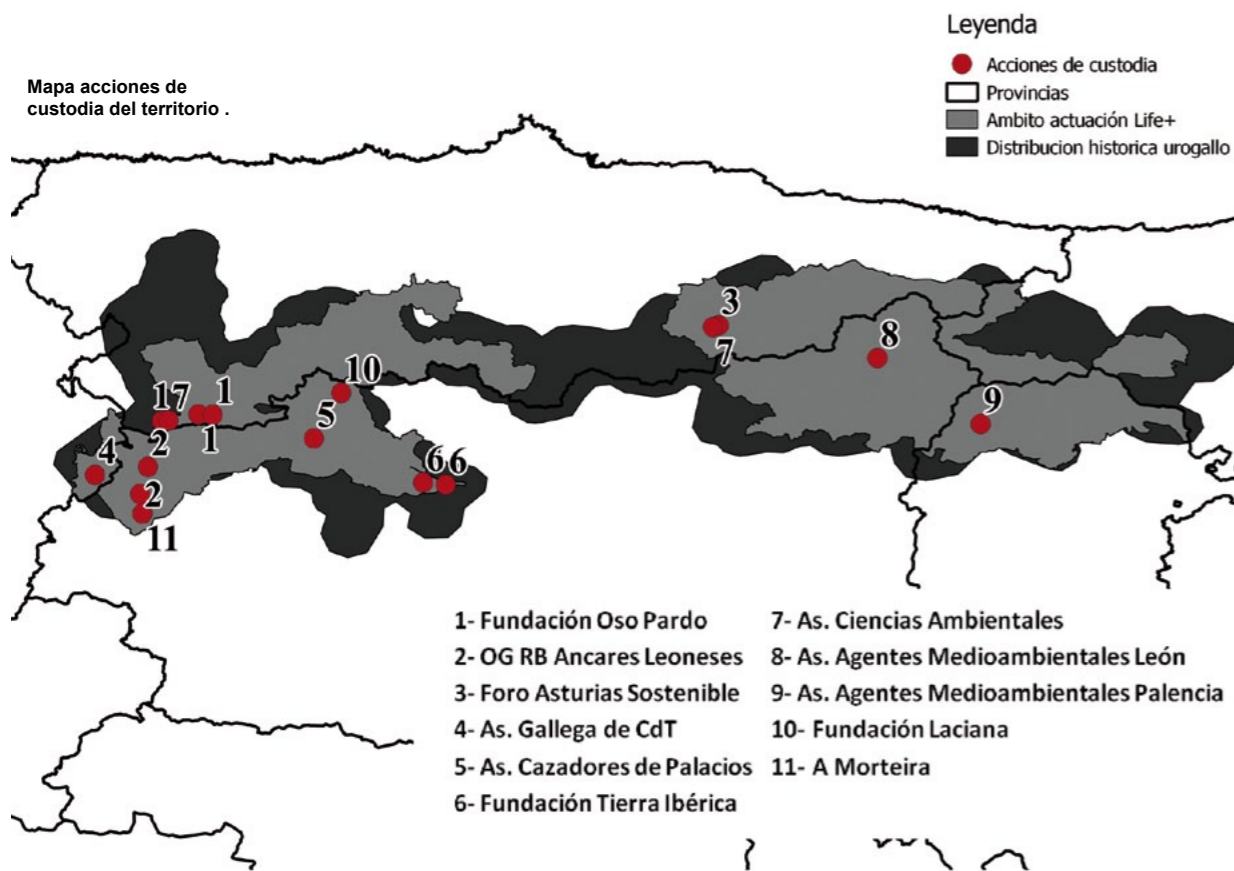 Leyenda
Acciones de custodia
Provincias
Ambito actuación Life+
Distribucion historica urogallo
Mapa acciones de
custodia del territorio .
3
7
8
10
9
17
1
1
5
4
2
6
6
2
11
1- Fundación Oso Pardo
2- OG RB Ancares Leoneses
3- Foro Asturias Sostenible
4- As. Gallega de CdT
5- As. Cazadores de Palacios
6- Fundación Tierra Ibérica
7- As. Ciencias Ambientales
8- As. Agentes Medioambientales León
9- As. Agentes Medioambientales Palencia
10- Fundación Laciana
11- A Morteira